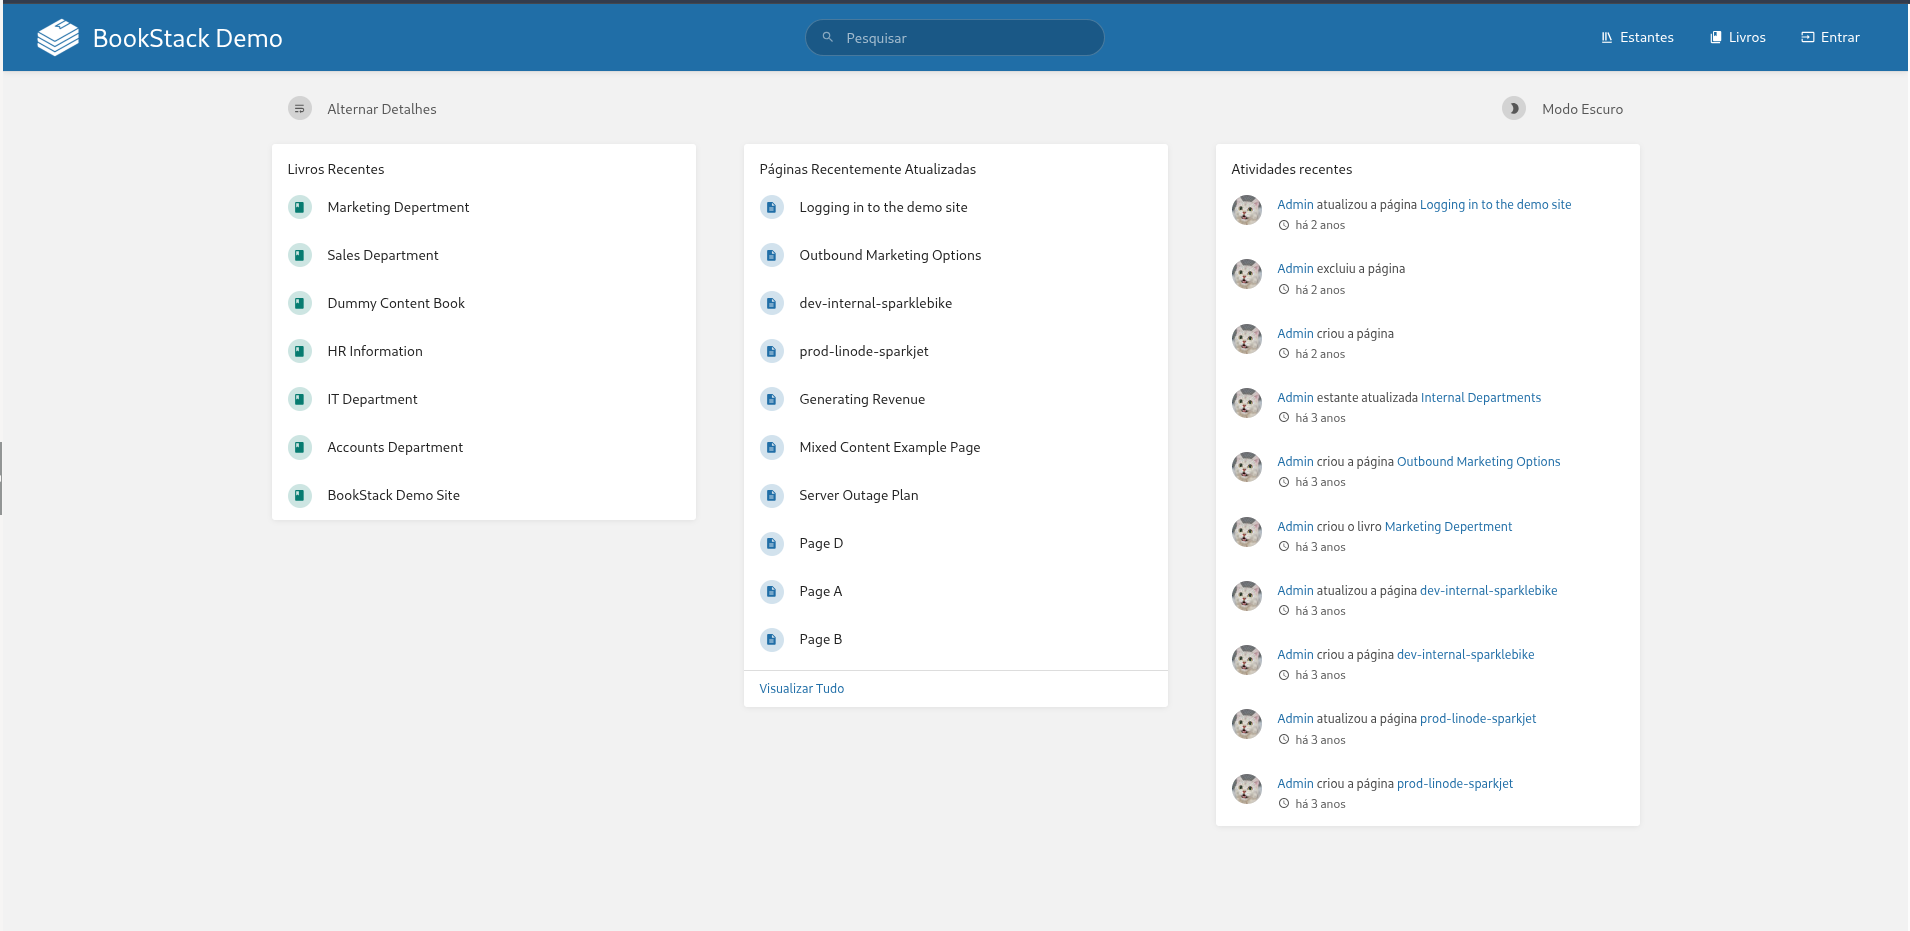 BookStack Demo
Pesquisar
Estantes
Livros
Entrar
Alternar Detalhes
Modo Escuro
Livros Recentes
Marketing Depertment
Sales Department
Dummy Content Book
HR Information
IT Department
Accounts Department
BookStack Demo Site
Páginas Recentemente Atualizadas
Logging in to the demo site
Outbound Marketing Options
dev-internal-sparklebike
prod-linode-sparkjet
Generating Revenue
Mixed Content Example Page
Server Outage Plan
Page D
Page A
Page B
Visualizar Tudo
Atividades recentes
Admin atualizou a página Logging in to the demo site
há 2 anos
Admin excluiu a página
há 2 anos
Admin criou a página
há 2 anos
Admin estante atualizada Internal Departments
há 3 anos
Admin criou a página Outbound Marketing Options
há 3 anos
Admin criou o livro Marketing Depertment
há 3 anos
Admin atualizou a página dev-internal-sparklebike
há 3 anos
Admin criou a página dev-internal-sparklebike
há 3 anos
Admin atualizou a página prod-linode-sparkjet
há 3 anos
Admin criou a página prod-linode-sparkjet
há 3 anos